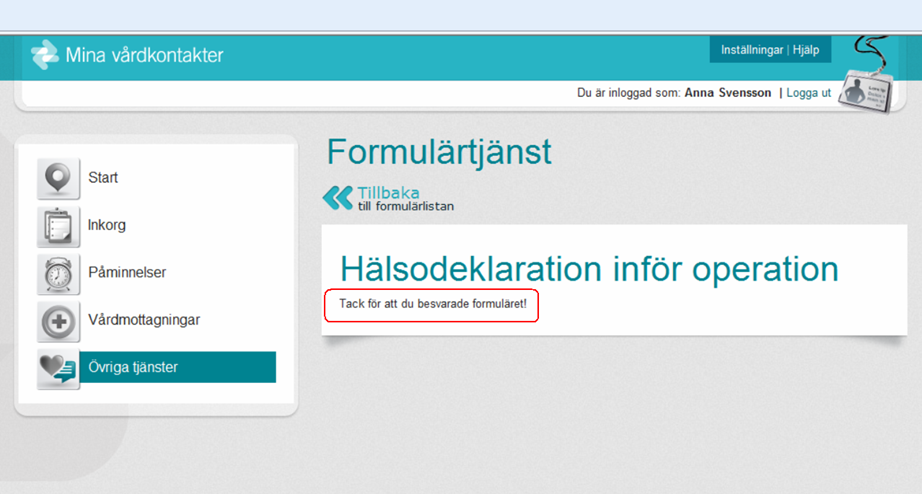 Mina vårdkontakter
Inställningar | Hjälp
Du är inloggad som: Anna Svensson | Logga ut
Start
Inkorg
Påminnelser
Vårdmottagningar
Övriga tjänster
Formulärtjänst
Tillbaka
till formulärlistan
Hälsodeklaration inför operation
Tack för att du besvarade formuläret!